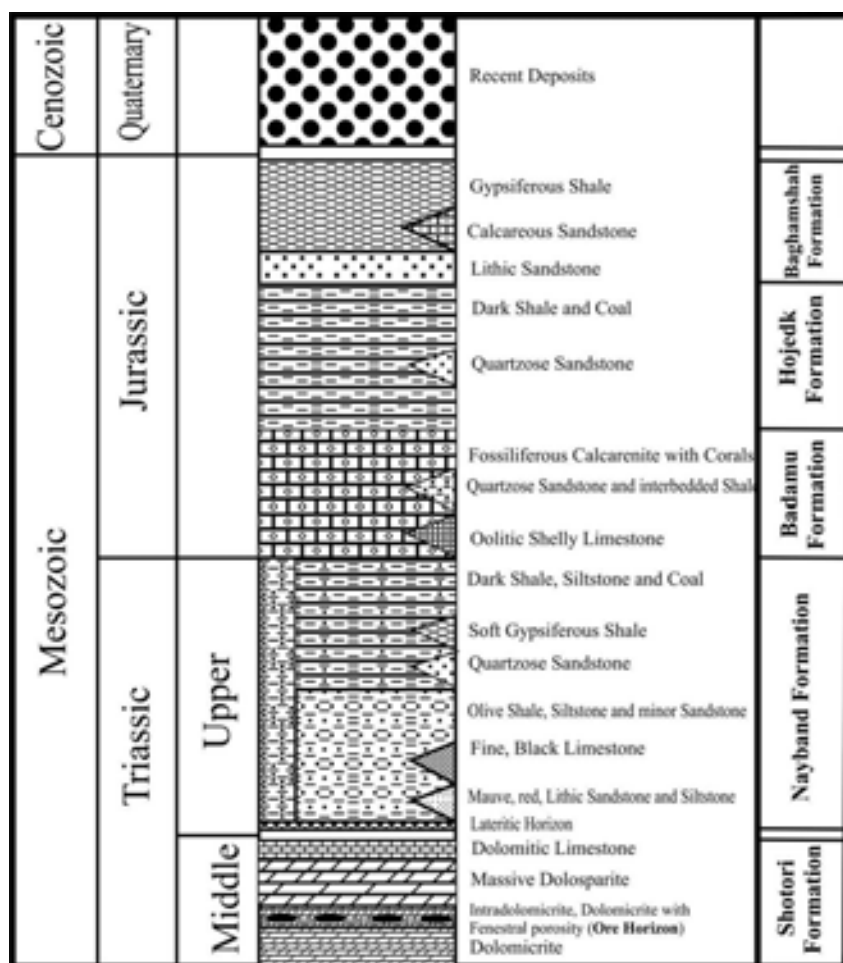 Cenozoic
Quaternary
Recent Deposits
Mesozoic
Jurassic
Gypsiferous Shale
Calcareous Sandstone
Lithic Sandstone
Baghamshah
Formation
Dark Shale and Coal
Quartzose Sandstone
Hojedk
Formation
Fossiliferous Calcarenite with Corals
Quartzose Sandstone and interbedded Shale
Oolitic Shelly Limestone
Badamu
Formation
Triassic
Upper
Dark Shale, Siltstone and Coal
Soft Gypsiferous Shale
Quartzose Sandstone
Olive Shale, Siltstone and minor Sandstone
Fine, Black Limestone
Mauve, red, Lithic Sandstone and Siltstone
Lateritic Horizon
Nayband Formation
Middle
Dolomitic Limestone
Massive Dolosparite
Intradolomicrite, Dolomicrite with
Fenestral porosity (Ore Horizon)
Dolomicrite
Shotori
Formation